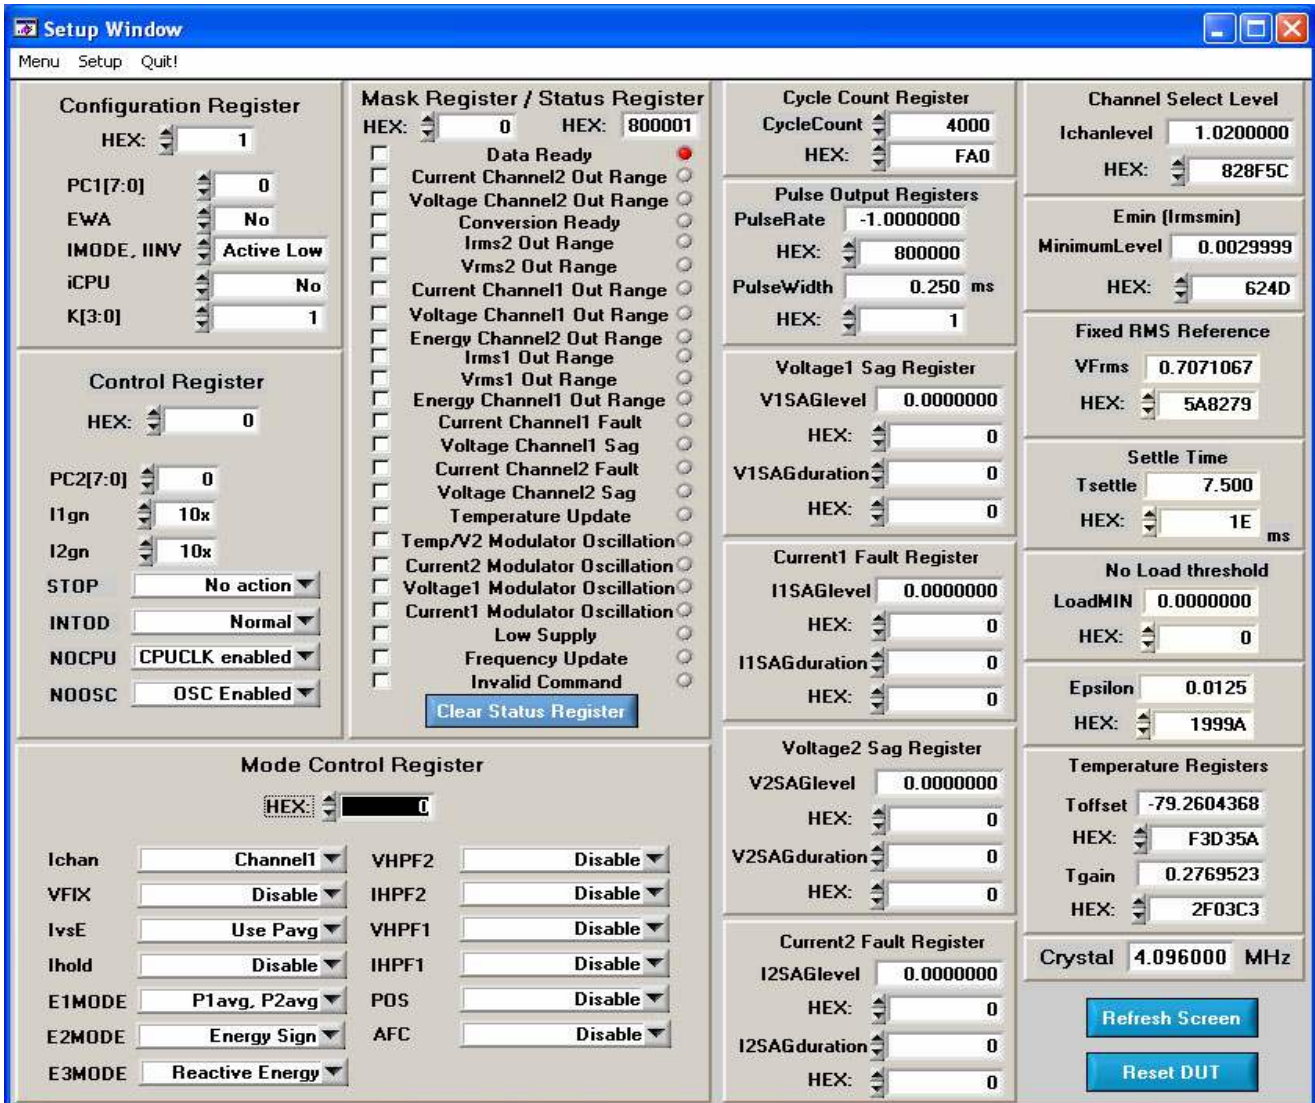 Setup Window
Menu Setup Quit!
Configuration Register
HEX: 1
PC1[7:0] 0
EWA No
IMODE, IINV Active Low
iCPU No
K[3:0] 1
Control Register
HEX: 0
PC2[7:0] 0
I1gn 10x
I2gn 10x
STOP No action
INTOD Normal
NOCPU CPUCLK enabled
NOOSC OSC Enabled
Mask Register / Status Register
HEX: 0 HEX: 800001
Data Ready
Current Channel2 Out Range
Voltage Channel2 Out Range
Conversion Ready
Irms2 Out Range
Vrms2 Out Range
Current Channel1 Out Range
Voltage Channel1 Out Range
Energy Channel2 Out Range
Irms1 Out Range
Vrms1 Out Range
Energy Channel1 Out Range
Current Channel1 Fault
Voltage Channel1 Sag
Current Channel2 Fault
Voltage Channel2 Sag
Temperature Update
Temp/V2 Modulator Oscillation
Current2 Modulator Oscillation
Voltage1 Modulator Oscillation
Current1 Modulator Oscillation
Low Supply
Frequency Update
Invalid Command
Clear Status Register
Mode Control Register
HEX: 0
Ichan Channel1 VHPF2 Disable
VFIX Disable IHPF2 Disable
IvsE Use Pavg VHPF1 Disable
Ihold Disable IHPF1 Disable
E1MODE P1avg, P2avg POS Disable
E2MODE Energy Sign AFC Disable
E3MODE Reactive Energy
Cycle Count Register
CycleCount 4000
HEX: FA0
Pulse Output Registers
PulseRate -1.0000000
HEX: 800000
PulseWidth 0.250 ms
HEX: 1
Voltage1 Sag Register
V1SAGlevel 0.0000000
HEX: 0
V1SAGduration 0
HEX: 0
Current1 Fault Register
I1SAGlevel 0.0000000
HEX: 0
I1SAGduration 0
HEX: 0
Voltage2 Sag Register
V2SAGlevel 0.0000000
HEX: 0
V2SAGduration 0
HEX: 0
Current2 Fault Register
I2SAGlevel 0.0000000
HEX: 0
I2SAGduration 0
HEX: 0
Channel Select Level
Ichanlevel 1.0200000
HEX: 828F5C
Emin (Irmsmin)
MinimumLevel 0.0029999
HEX: 624D
Fixed RMS Reference
VFrms 0.7071067
HEX: 5A8279
Settle Time
Tsettle 7.500
HEX: 1E ms
No Load threshold
LoadMIN 0.0000000
HEX: 0
Epsilon 0.0125
HEX: 1999A
Temperature Registers
Toffset -79.2604368
HEX: F3D35A
Tgain 0.2769523
HEX: 2F03C3
Crystal 4.096000 MHz
Refresh Screen
Reset DUT